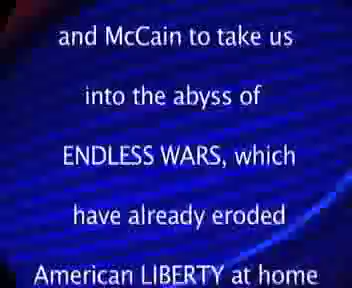 and McCain to take us
into the abyss of
ENDLESS WARS, which
have already eroded
American LIBERTY at home